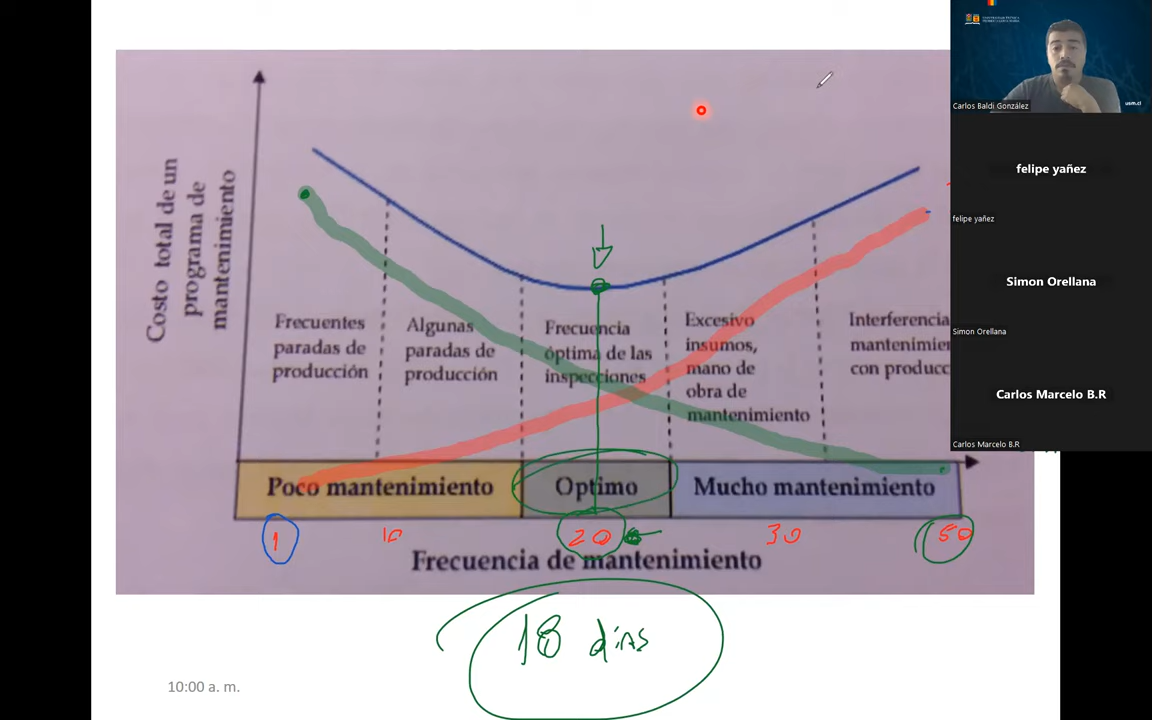 Costo total de un
programa de
mantenimiento
Frecuentes
paradas de
producción
Algunas
paradas de
producción
Frecuencia
óptima de las
inspecciones
Excesivo
insumos,
mano de
obra de
mantenimiento
Interferencia
con
Poco mantenimiento
Optimo
Mucho mantenimiento
1
10
20
30
50
Frecuencia de mantenimiento
18 dias
10:00 a. m.
usm.cl
Carlos Baldi González
felipe yañez
felipe yañez
Simon Orellana
Simon Orellana
Carlos Marcelo B.R
Carlos Marcelo B.R